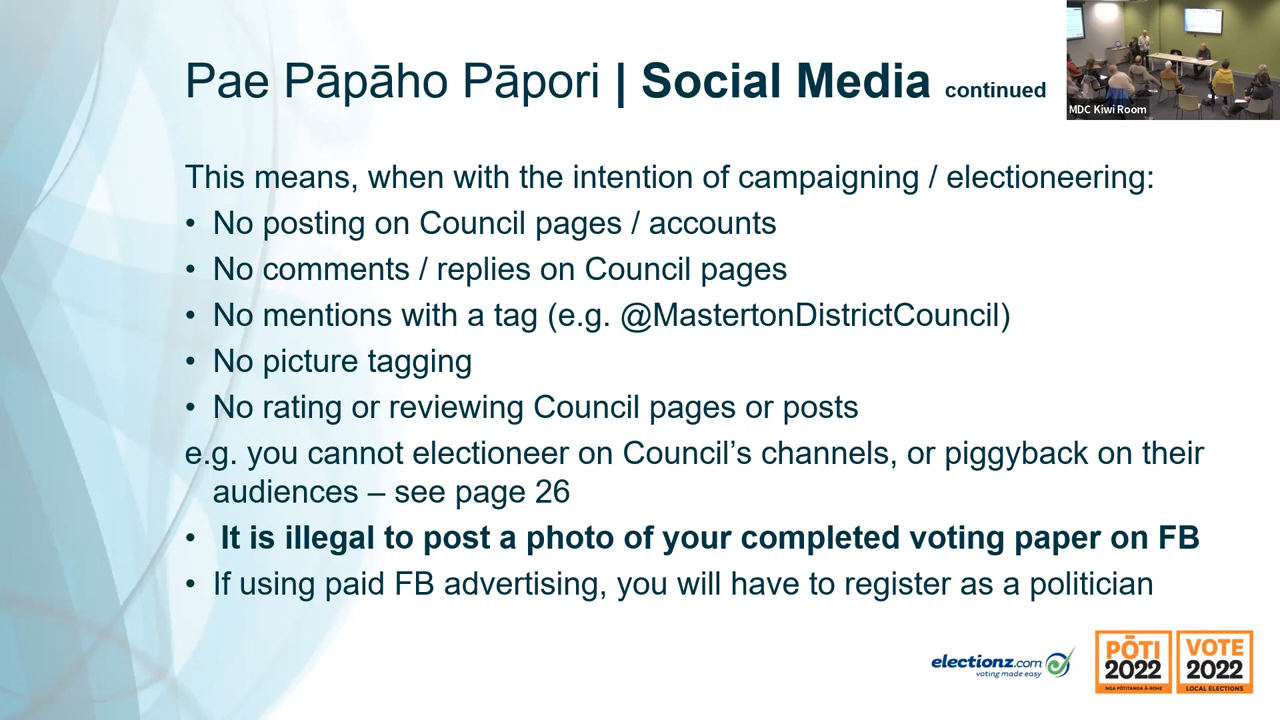 Pae Pāpāho Pāpori | Social Media continued
MDC Kiwi Room
This means, when with the intention of campaigning / electioneering:
• No posting on Council pages / accounts
• No comments / replies on Council pages
• No mentions with a tag (e.g. @MastertonDistrictCouncil)
• No picture tagging
• No rating or reviewing Council pages or posts
e.g. you cannot electioneer on Council’s channels, or piggyback on their
audiences – see page 26
• It is illegal to post a photo of your completed voting paper on FB
• If using paid FB advertising, you will have to register as a politician
electionz.com
voting made easy
PŌTI
2022
NGA PŌTITANGA Ā-ROHE
VOTE
2022
LOCAL ELECTIONS